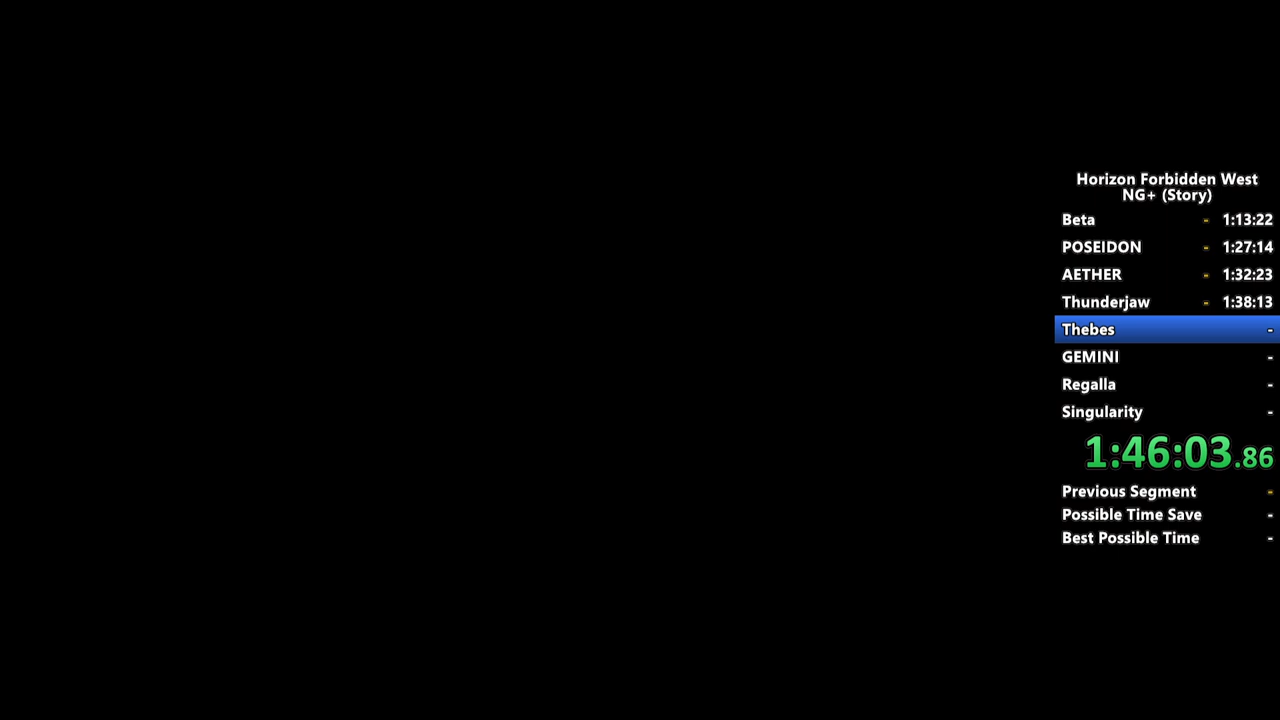 Horizon Forbidden West
NG+ (Story)
Beta - 1:13:22
POSEIDON - 1:27:14
AETHER - 1:32:23
Thunderjaw - 1:38:13
Thebes -
GEMINI -
Regalla -
Singularity -
1:46:03.86
Previous Segment -
Possible Time Save -
Best Possible Time -